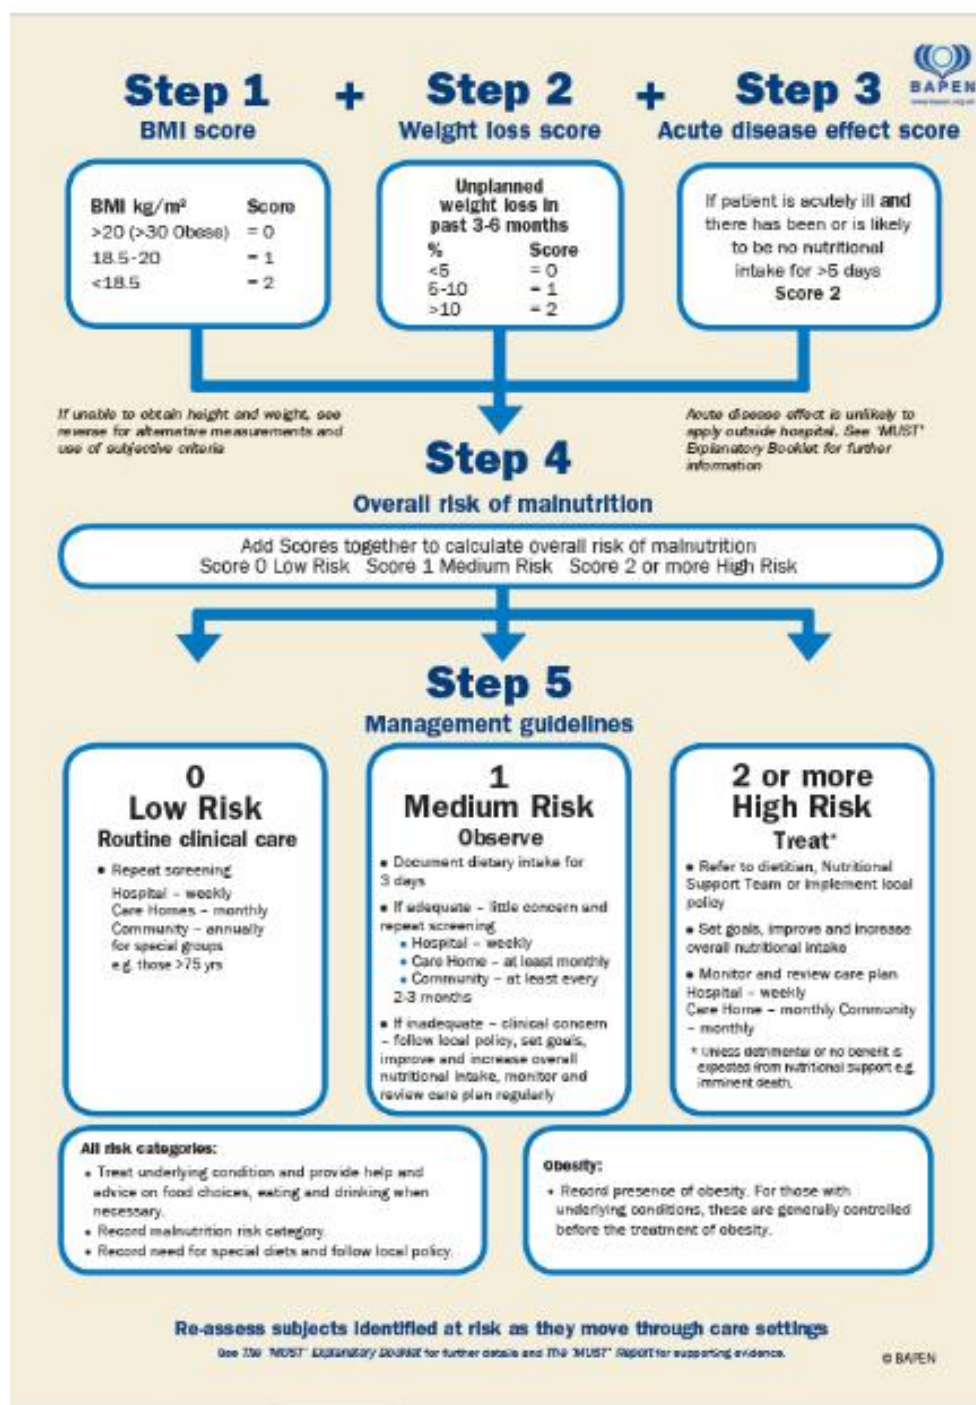 BAPEN
www.bapen.org.uk
Step 1 + Step 2 + Step 3
BMI score
Weight loss score
Acute disease effect score
BMI kg/m² Score
>20 (>30 Obese) = 0
18.5-20 = 1
<18.5 = 2
Unplanned
weight loss in
past 3-6 months
% Score
<5 = 0
5-10 = 1
>10 = 2
If patient is acutely ill and
there has been or is likely
to be no nutritional
intake for >5 days
Score 2
If unable to obtain height and weight, see
reverse for alternative measurements and
use of subjective criteria
Acute disease effect is unlikely to
apply outside hospital. See 'MUST'
Explanatory Booklet for further
information
Step 4
Overall risk of malnutrition
Add Scores together to calculate overall risk of malnutrition
Score 0 Low Risk Score 1 Medium Risk Score 2 or more High Risk
Step 5
Management guidelines
0
Low Risk
Routine clinical care
• Repeat screening
Hospital – weekly
Care Homes – monthly
Community – annually
for special groups
e.g. those >75 yrs
1
Medium Risk
Observe
• Document dietary intake for
3 days
• If adequate – little concern and
repeat screening
• Hospital – weekly
• Care Home – at least monthly
• Community – at least every
2-3 months
• If inadequate – clinical concern
– follow local policy, set goals,
improve and increase overall
nutritional intake, monitor and
review care plan regularly
2 or more
High Risk
Treat*
• Refer to dietitian, Nutritional
Support Team or implement local
policy
• Set goals, improve and increase
overall nutritional intake
• Monitor and review care plan
Hospital – weekly
Care Home – monthly Community
– monthly
* Unless detrimental or no benefit is
expected from nutritional support e.g.
imminent death.
All risk categories:
• Treat underlying condition and provide help and
advice on food choices, eating and drinking when
necessary.
• Record malnutrition risk category.
• Record need for special diets and follow local policy.
Obesity:
• Record presence of obesity. For those with
underlying conditions, these are generally controlled
before the treatment of obesity.
Re-assess subjects identified at risk as they move through care settings
See The 'MUST' Explanatory Booklet for further details and The 'MUST' Report for supporting evidence.
© BAPEN